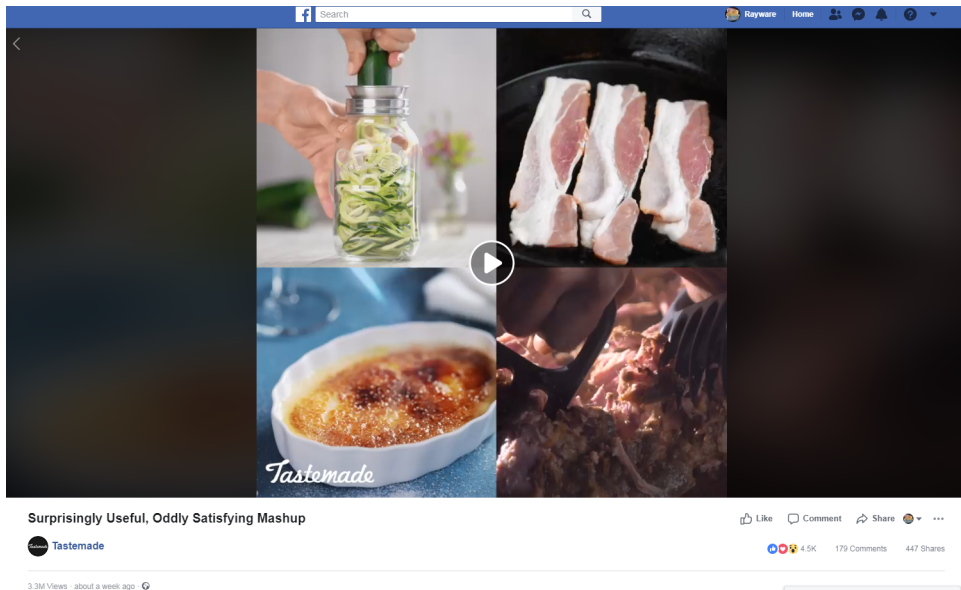 Search
Rayware Home
Tastemade
Surprisingly Useful, Oddly Satisfying Mashup
Like Comment Share
Tastemade
4.5K 179 Comments 447 Shares
3.3M Views · about a week ago ·